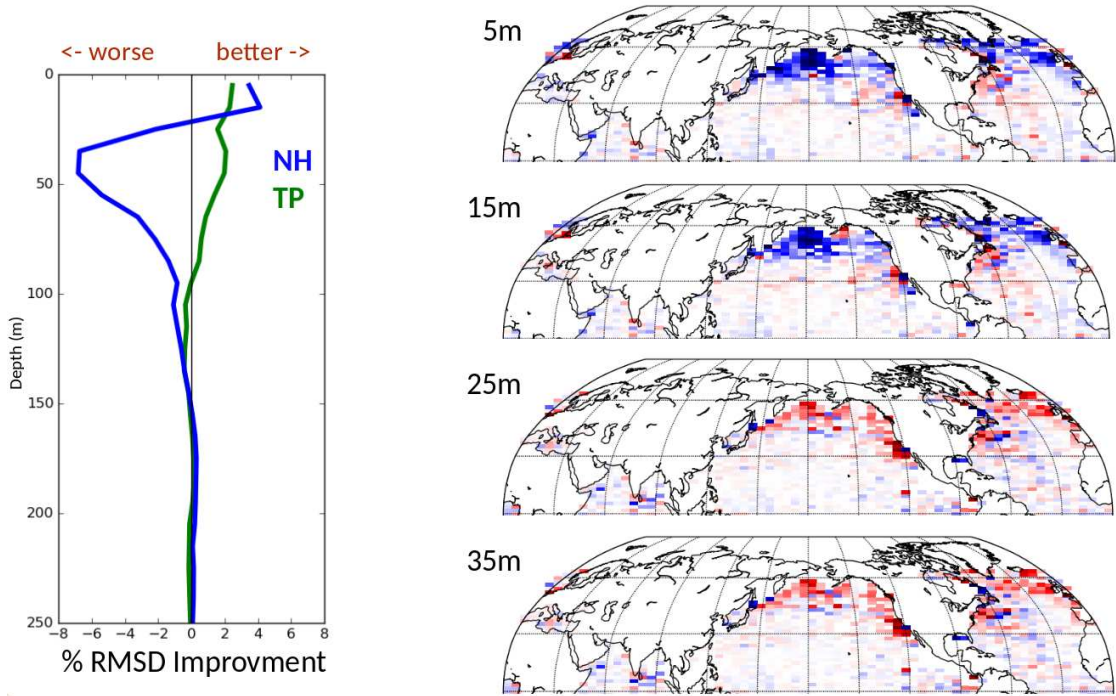 <- worse better ->
0
50
100
150
200
250
Depth (m)
NH
TP
-8 -6 -4 -2 0 2 4 6 8
% RMSD Improvment
5m
15m
25m
35m